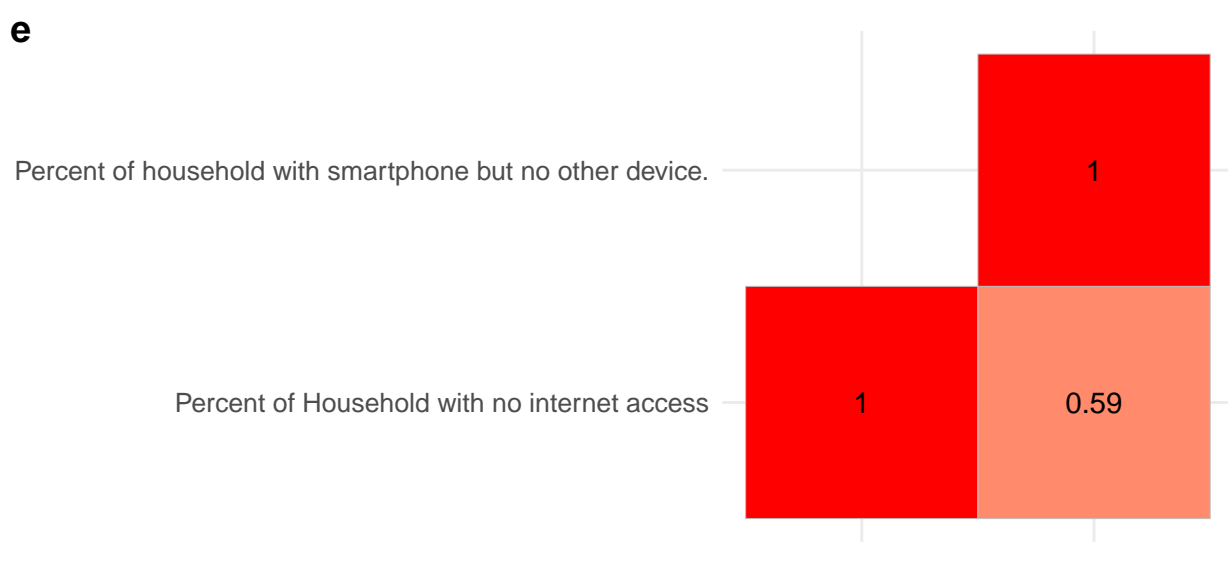 e
Percent of household with smartphone but no other device.
1
Percent of Household with no internet access
1
0.59